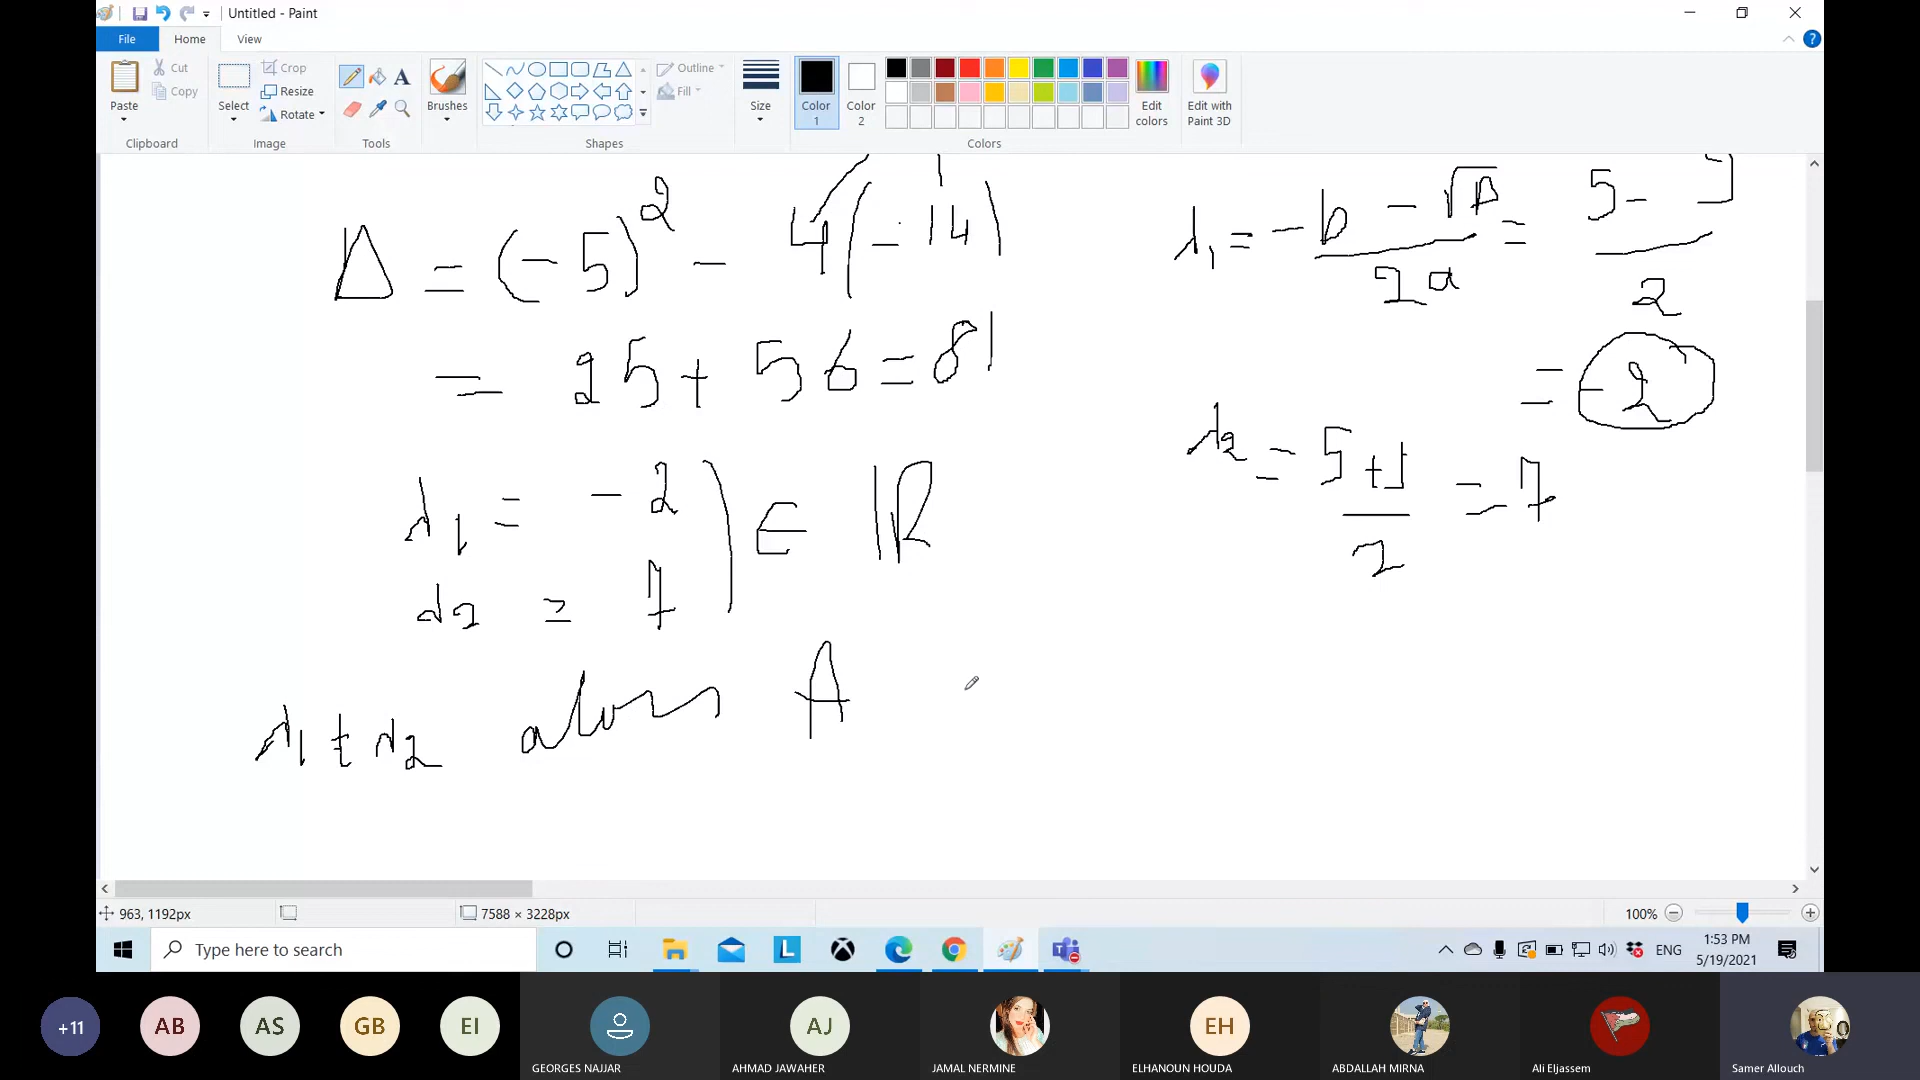 Untitled - Paint
File Home View
Paste
Cut
Copy
Clipboard
Select
Crop
Resize
Rotate
Image
Tools
Brushes
Shapes
Outline
Fill
Size
Color 1
Color 2
Colors
Edit colors
Edit with Paint 3D
Δ = (-5)² - 4(-14)
= 25 + 56 = 81
λ1 = -2
λ2 = 7
∈ ℝ
λ1 ≠ λ2 alors A
λ1 = -b - √Δ / 2a = 5 - 9 / 2
= -2
λ2 = 5 + 9 / 2 = 7
963, 1192px
7588 × 3228px
100%
Type here to search
ENG
1:53 PM
5/19/2021
+11 AB AS GB EI AJ EH
GEORGES NAJJAR
AHMAD JAWAHER
JAMAL NERMINE
ELHANOUN HOUDA
ABDALLAH MIRNA
Ali Eljassem
Samer Allouch